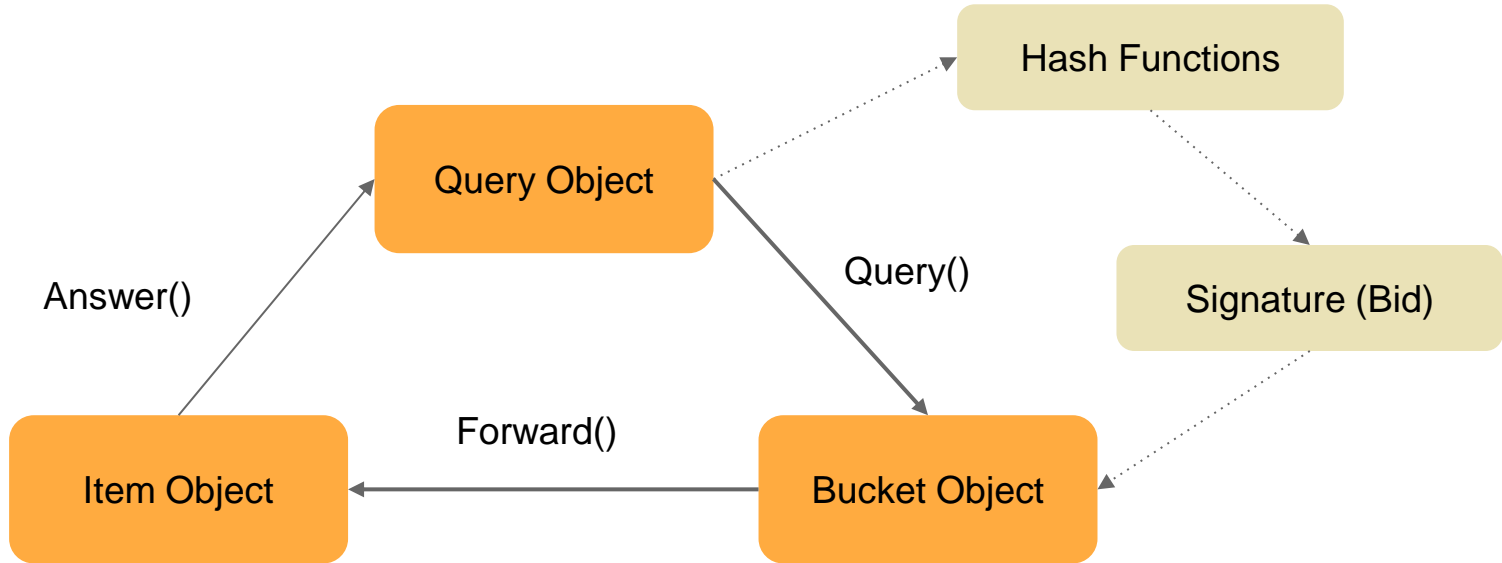 Hash Functions
Query Object
Query()
Answer()
Signature (Bid)
Forward()
Item Object
Bucket Object